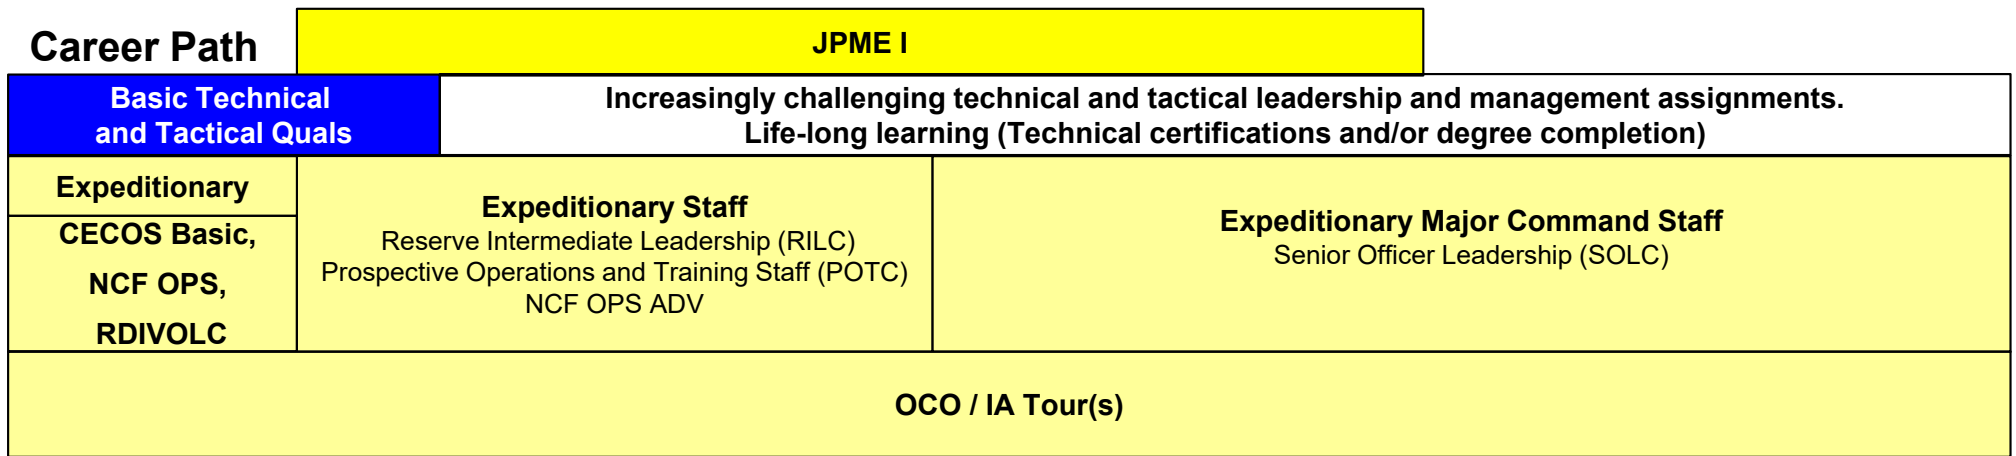 Career Path
JPME I
Basic Technical
and Tactical Quals
Increasingly challenging technical and tactical leadership and management assignments.
Life-long learning (Technical certifications and/or degree completion)
Expeditionary
CECOS Basic,
NCF OPS,
RDIVOLC
Expeditionary Staff
Reserve Intermediate Leadership (RILC)
Prospective Operations and Training Staff (POTC)
NCF OPS ADV
Expeditionary Major Command Staff
Senior Officer Leadership (SOLC)
OCO / IA Tour(s)